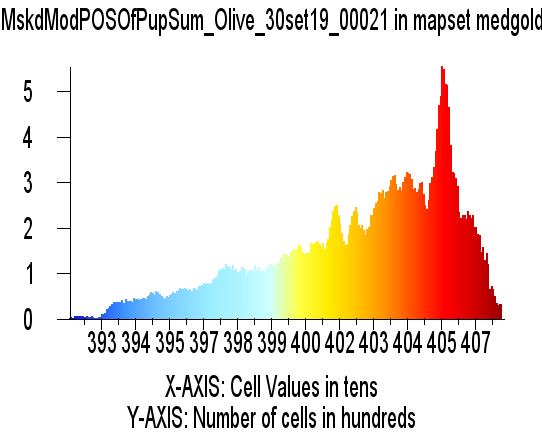 MskdModPOSOfPupSum_Olive_30set19_00021 in mapset medgold
5
4
3
2
1
0
393 394 395 397 398 399 400 402 403 404 405 407
X-AXIS: Cell Values in tens
Y-AXIS: Number of cells in hundreds